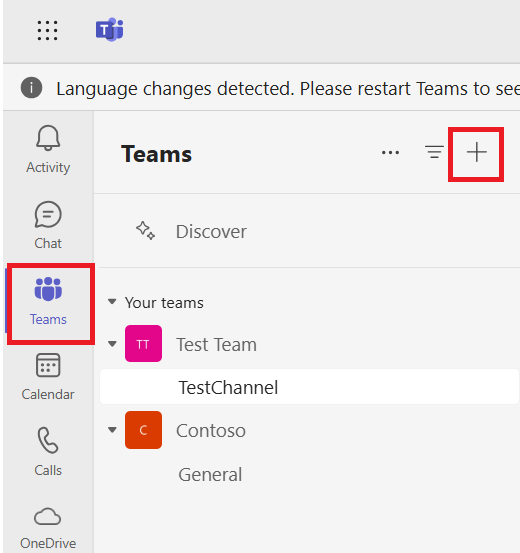 Language changes detected. Please restart Teams to see
Activity
Teams
Chat
Discover
Teams
Your teams
TT Test Team
Calendar
TestChannel
C Contoso
Calls
General
OneDrive